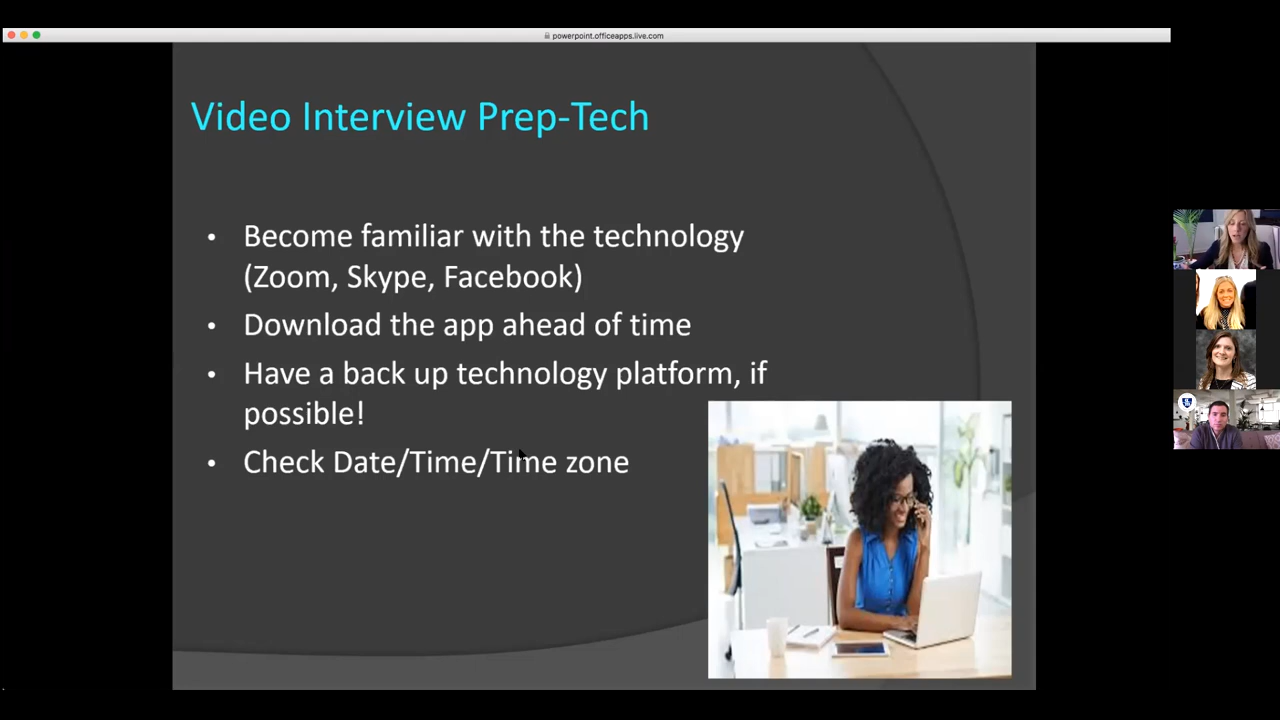 powerpoint.officeapps.live.com
Video Interview Prep-Tech
• Become familiar with the technology
(Zoom, Skype, Facebook)
• Download the app ahead of time
• Have a back up technology platform, if
possible!
• Check Date/Time/Time zone